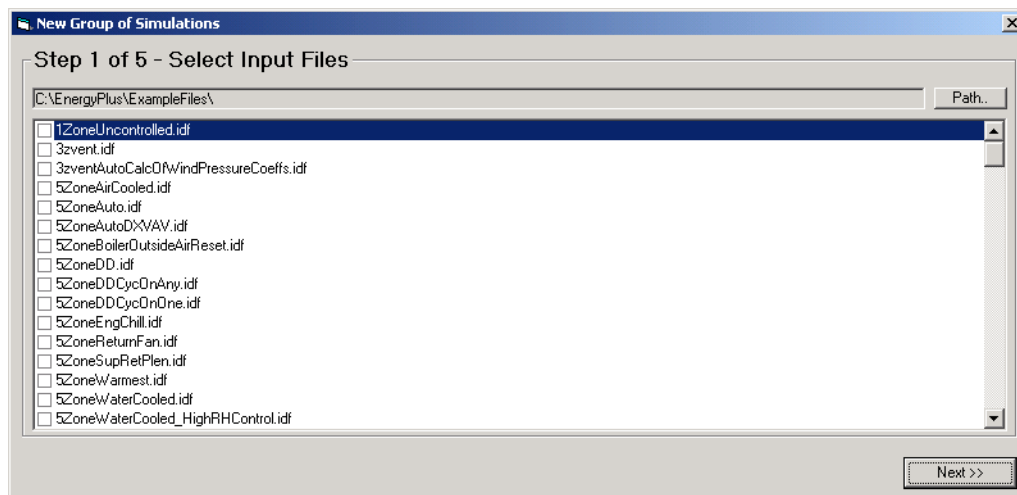 New Group of Simulations
Step 1 of 5 - Select Input Files
C:\EnergyPlus\ExampleFiles\
Path..
1ZoneUncontrolled.idf
3zvent.idf
3zventAutoCalcOfWindPressureCoeffs.idf
5ZoneAirCooled.idf
5ZoneAuto.idf
5ZoneAutoDXVAV.idf
5ZoneBoilerOutsideAirReset.idf
5ZoneDD.idf
5ZoneDDCycOnAny.idf
5ZoneDDCycOnOne.idf
5ZoneEngChill.idf
5ZoneReturnFan.idf
5ZoneSupRetPlen.idf
5ZoneWarmest.idf
5ZoneWaterCooled.idf
5ZoneWaterCooled_HighRHControl.idf
Next >>